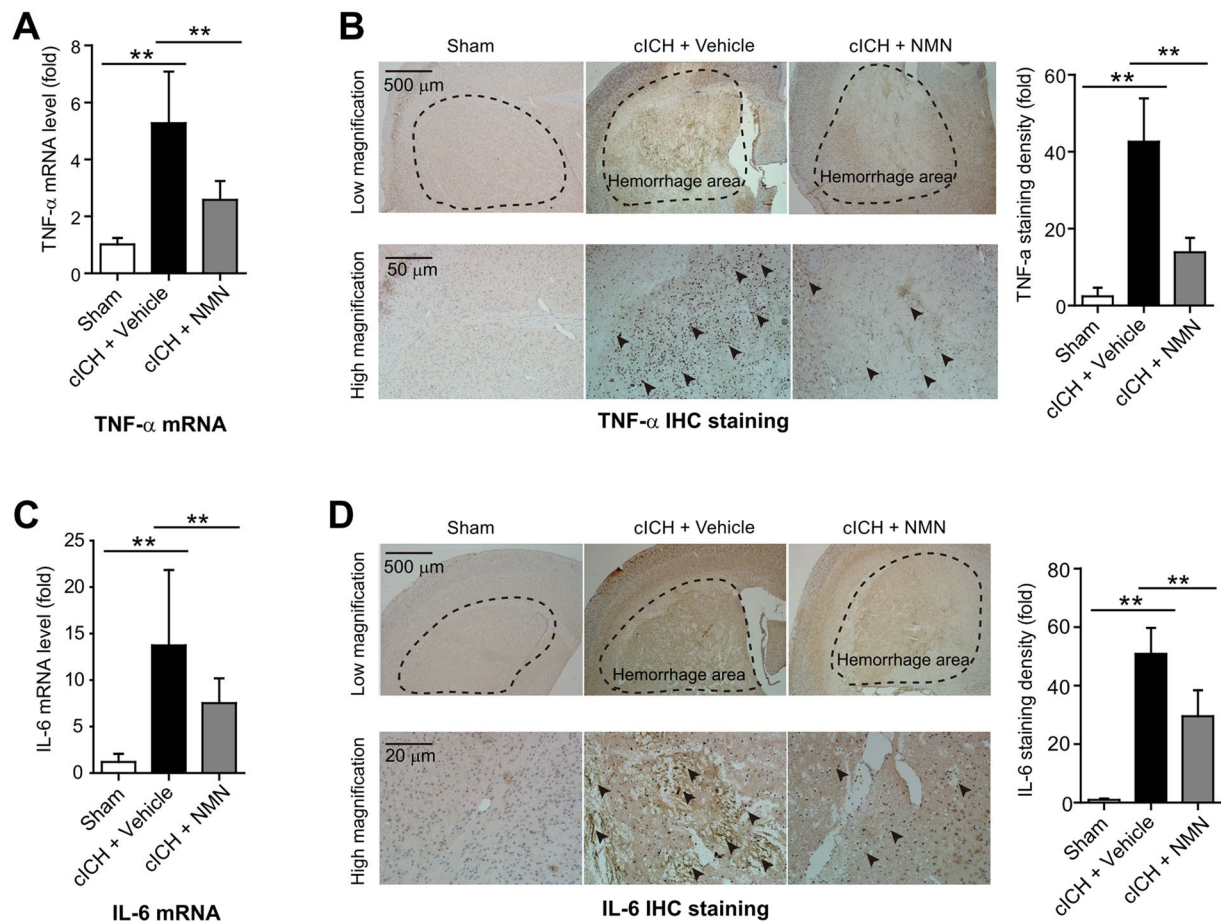 A
TNF-α mRNA level (fold)
8
6
4
2
0
**
**
Sham
cICH + Vehicle
cICH + NMN
TNF-α mRNA
B
Sham
cICH + Vehicle
cICH + NMN
Low magnification
500 μm
Hemorrhage area
Hemorrhage area
High magnification
50 μm
TNF-α IHC staining
TNF-a staining density (fold)
60
40
20
0
**
**
Sham
cICH + Vehicle
cICH + NMN
C
IL-6 mRNA level (fold)
25
20
15
10
5
0
**
**
Sham
cICH + Vehicle
cICH + NMN
IL-6 mRNA
D
Sham
cICH + Vehicle
cICH + NMN
Low magnification
500 μm
Hemorrhage area
Hemorrhage area
High magnification
20 μm
IL-6 IHC staining
IL-6 staining density (fold)
80
60
40
20
0
**
**
Sham
cICH + Vehicle
cICH + NMN